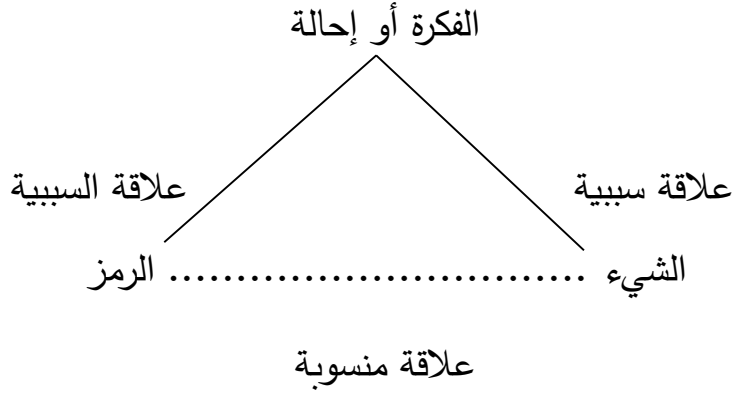 الفكرة أو إحالة
علاقة سببية علاقة السببية
الشيء ............................... الرمز
علاقة منسوبة